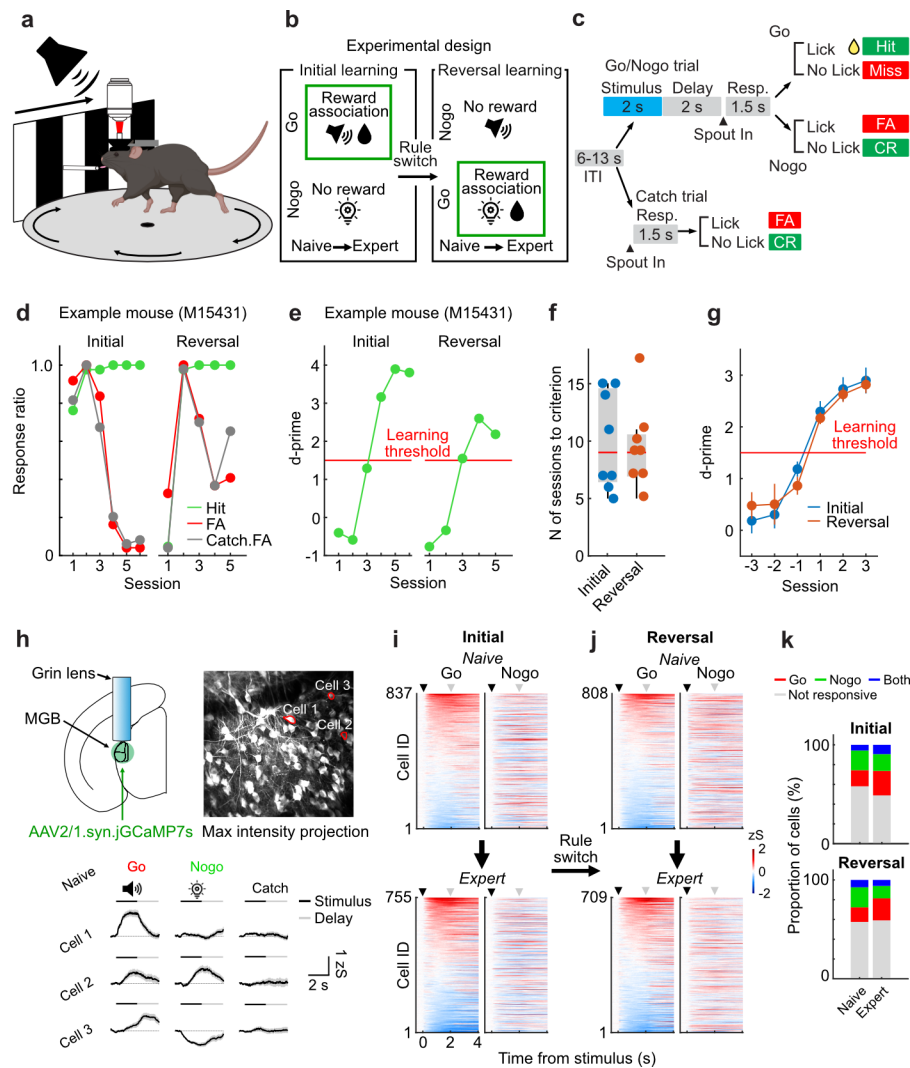 a
b
Experimental design
Initial learning
Reversal learning
Go
Reward
association
Nogo
No reward
Rule
switch
Nogo
No reward
Go
Reward
association
Naive
Expert
Naive
Expert
c
Go/Nogo trial
Stimulus
Delay
Resp.
2 s
2 s
1.5 s
Spout In
6-13 s
ITI
Go
Lick
Hit
No Lick
Miss
Lick
FA
No Lick
CR
Nogo
Catch trial
Resp.
1.5 s
Spout In
Lick
FA
No Lick
CR
d
Example mouse (M15431)
Initial
Reversal
1.0
0
Response ratio
Hit
FA
Catch.FA
1 3 5 1 3 5
Session
e
Example mouse (M15431)
Initial
Reversal
4
3
2
1
0
-1
d-prime
Learning
threshold
1 3 5 1 3 5
Session
f
N of sessions to criterion
15
10
5
0
Initial
Reversal
g
d-prime
3
2
1
0
Learning
threshold
Initial
Reversal
-3 -2 -1 1 2 3
Session
h
Grin lens
MGB
AAV2/1.syn.jGCaMP7s
Cell 3
Cell 1
Cell 2
Max intensity projection
Naive
Go
Nogo
Catch
Stimulus
Delay
Cell 1
Cell 2
Cell 3
1 zS
2 s
i
Initial
Naive
Go
Nogo
837
Cell ID
1
Expert
755
Cell ID
1
0 2 4
Time from stimulus (s)
Rule
switch
j
Reversal
Naive
Go
Nogo
808
1
zS
2
0
-2
Expert
709
1
k
Go
Nogo
Both
Not responsive
Initial
100
0
Reversal
100
0
Proportion of cells (%)
Naive
Expert